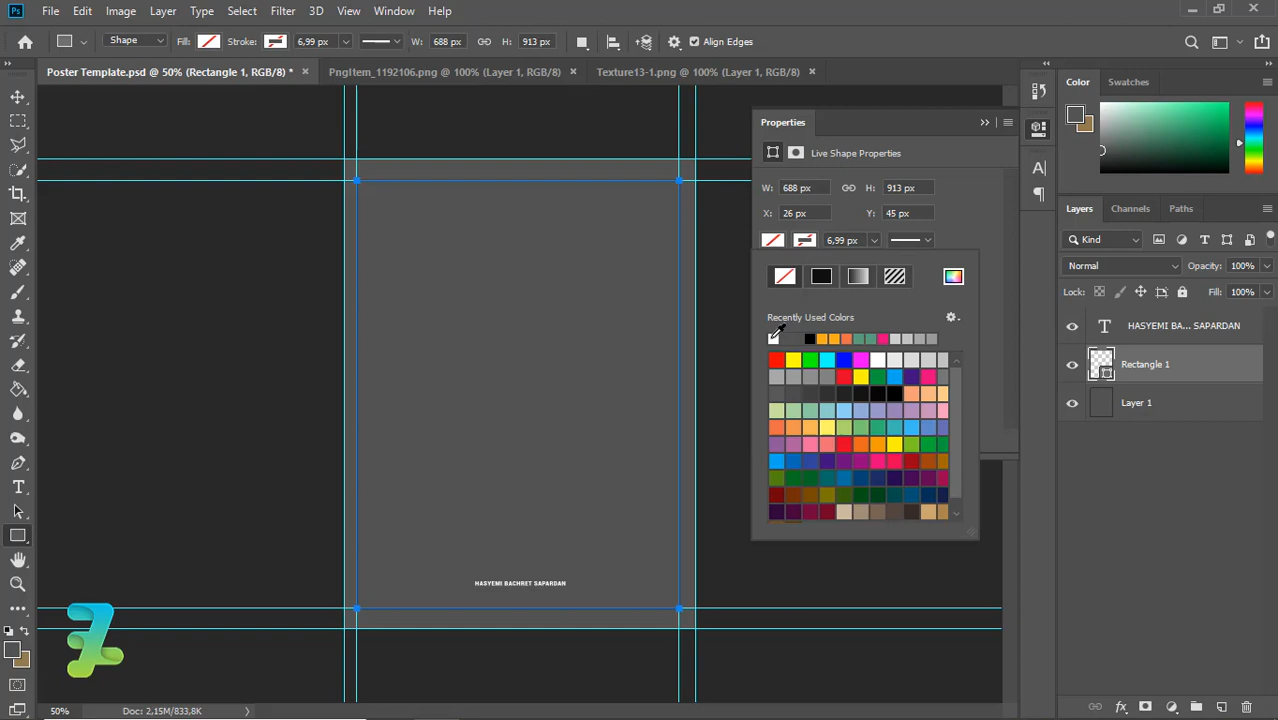 Ps File Edit Image Layer Type Select Filter 3D View Window Help
Shape Fill: Stroke: 6,99 px W: 688 px H: 913 px Align Edges
Poster Template.psd @ 50% (Rectangle 1, RGB/8) * × PngItem_1192106.png @ 100% (Layer 1, RGB/8) × Texture13-1.png @ 100% (Layer 1, RGB/8) ×
Color Swatches
Properties
Live Shape Properties
W: 688 px H: 913 px
X: 26 px Y: 45 px
6,99 px
Recently Used Colors
HASYEMI BACHRET SAPARDAN
Layers Channels Paths
Kind
Normal Opacity: 100%
Lock: Fill: 100%
HASYEMI BA... SAPARDAN
Rectangle 1
Layer 1
50% Doc: 2,15M/833,8K